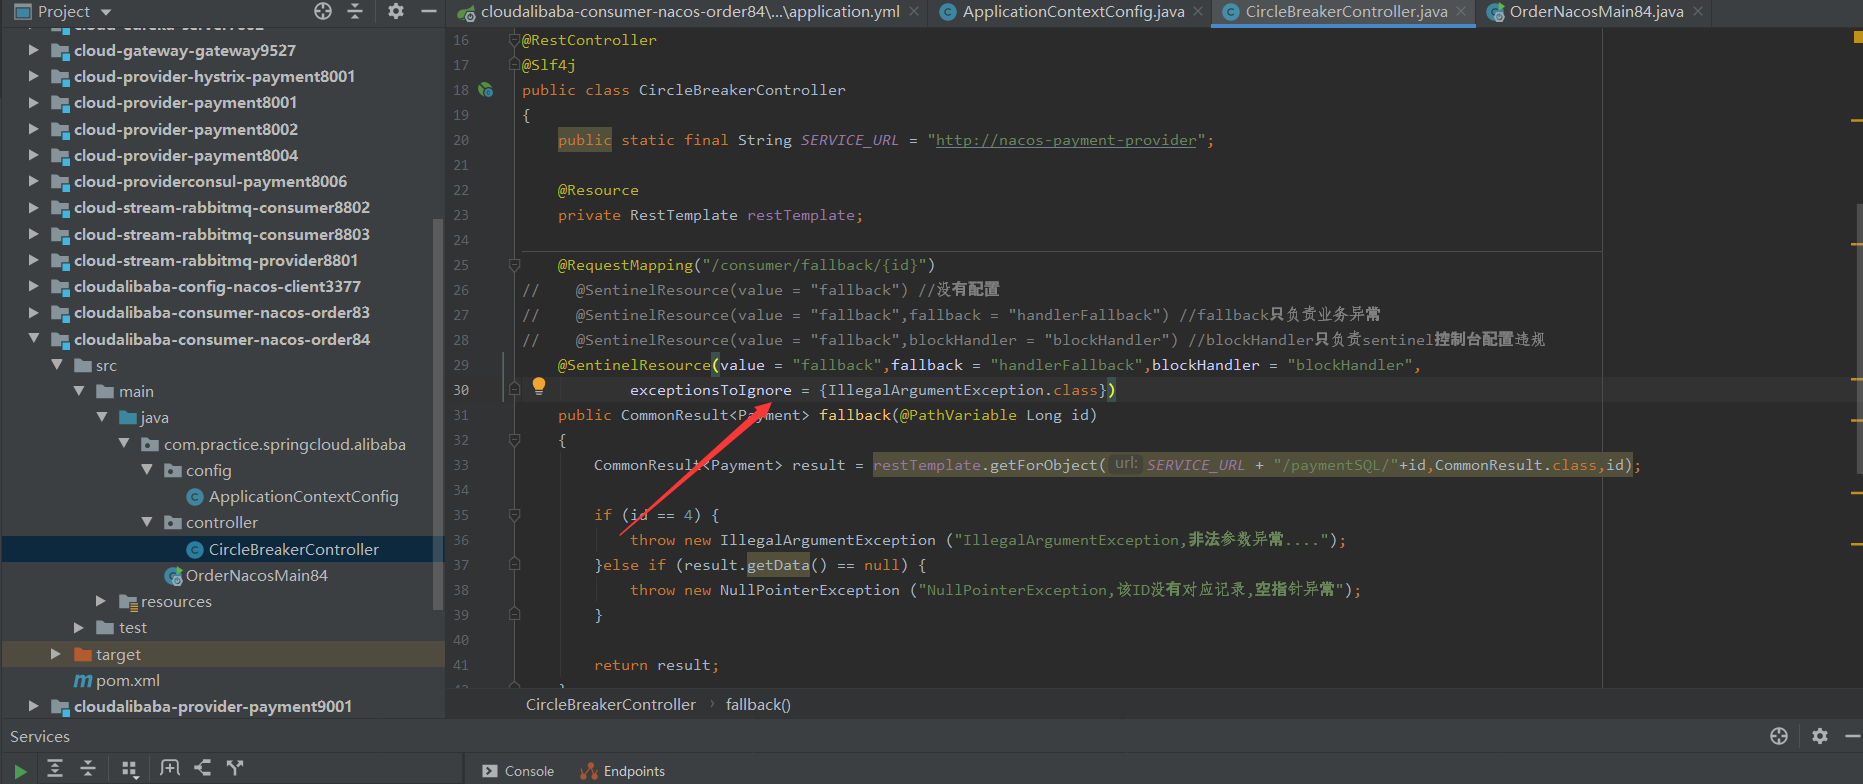 Project
cloudalibaba-consumer-nacos-order84\...\application.yml
ApplicationContextConfig.java
CircleBreakerController.java
OrderNacosMain84.java
cloud-gateway-gateway9527
cloud-provider-hystrix-payment8001
cloud-provider-payment8001
cloud-provider-payment8002
cloud-provider-payment8004
cloud-providerconsul-payment8006
cloud-stream-rabbitmq-consumer8802
cloud-stream-rabbitmq-consumer8803
cloud-stream-rabbitmq-provider8801
cloudalibaba-config-nacos-client3377
cloudalibaba-consumer-nacos-order83
cloudalibaba-consumer-nacos-order84
src
main
java
com.practice.springcloud.alibaba
config
ApplicationContextConfig
controller
CircleBreakerController
OrderNacosMain84
resources
test
target
pom.xml
cloudalibaba-provider-payment9001
16 @RestController
17 @Slf4j
18 public class CircleBreakerController
19 {
20 public static final String SERVICE_URL = "http://nacos-payment-provider";
21
22 @Resource
23 private RestTemplate restTemplate;
24
25 @RequestMapping("/consumer/fallback/{id}")
26 // @SentinelResource(value = "fallback") //没有配置
27 // @SentinelResource(value = "fallback",fallback = "handlerFallback") //fallback只负责业务异常
28 // @SentinelResource(value = "fallback",blockHandler = "blockHandler") //blockHandler只负责sentinel控制台配置违规
29 @SentinelResource(value = "fallback",fallback = "handlerFallback",blockHandler = "blockHandler",
30 exceptionsToIgnore = {IllegalArgumentException.class})
31 public CommonResult<Payment> fallback(@PathVariable Long id)
32 {
33 CommonResult<Payment> result = restTemplate.getForObject( url: SERVICE_URL + "/paymentSQL/"+id,CommonResult.class,id);
34
35 if (id == 4) {
36 throw new IllegalArgumentException ("IllegalArgumentException,非法参数异常....");
37 }else if (result.getData() == null) {
38 throw new NullPointerException ("NullPointerException,该ID没有对应记录,空指针异常");
39 }
40
41 return result;
CircleBreakerController › fallback()
Services
Console
Endpoints